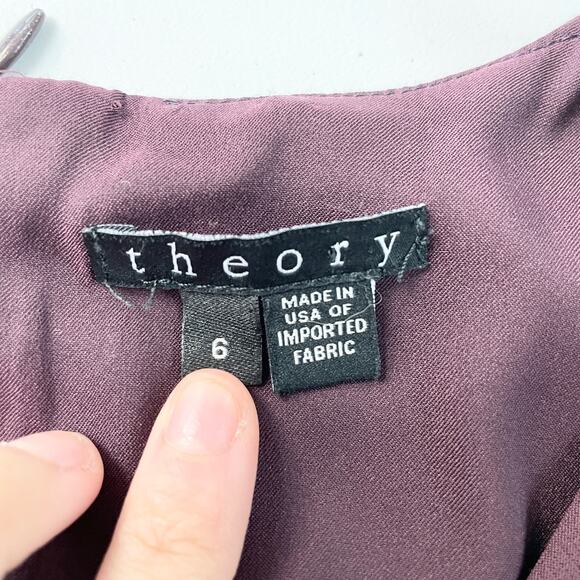 theory
6
MADE IN
USA OF
IMPORTED
FABRIC